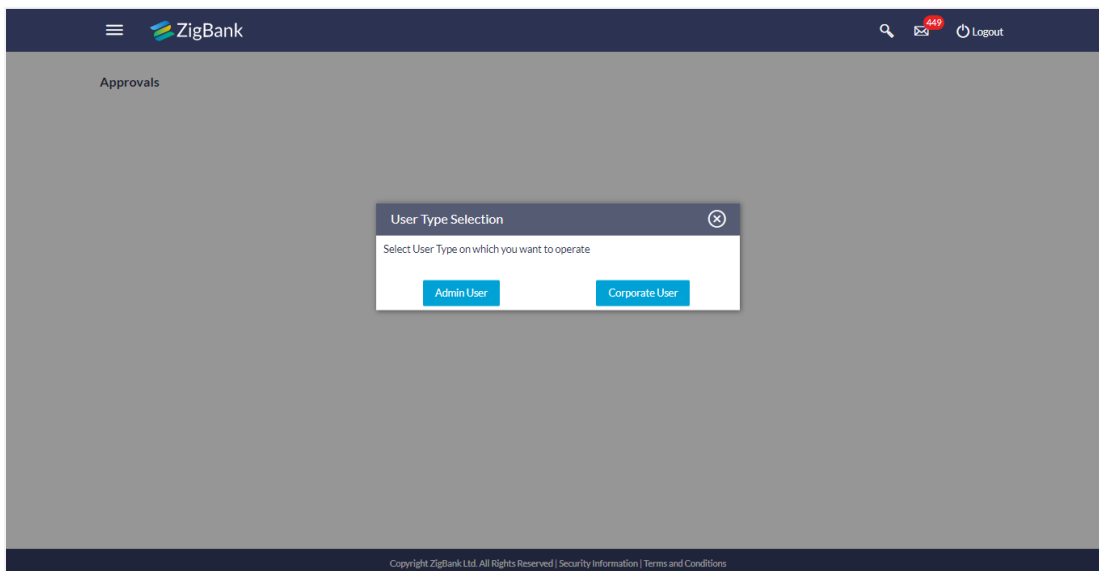 ZigBank
449
Logout
Approvals
User Type Selection
Select User Type on which you want to operate
Admin User
Corporate User
Copyright ZigBank Ltd. All Rights Reserved | Security Information | Terms and Conditions